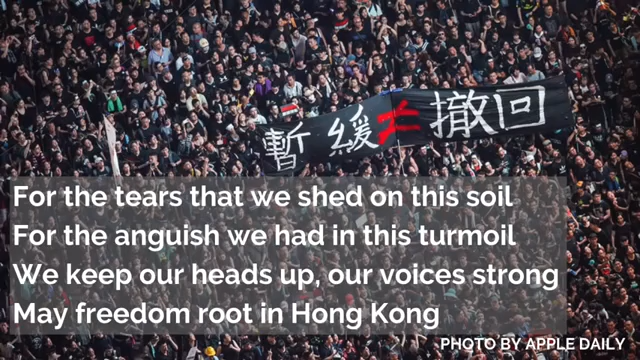 暫緩≠撤回
For the tears that we shed on this soil
For the anguish we had in this turmoil
We keep our heads up, our voices strong
May freedom root in Hong Kong
PHOTO BY APPLE DAILY